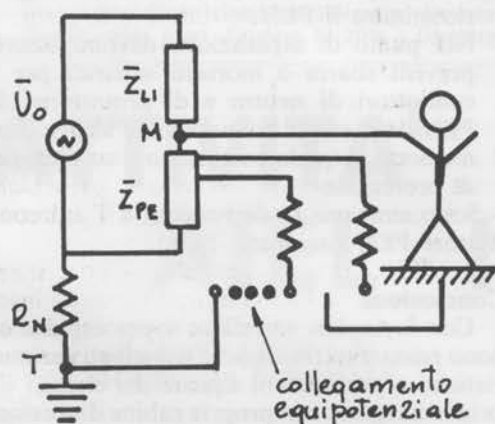 Z̄L1
Ū0
M
Z̄PE
RN
T
collegamento
equipotenziale